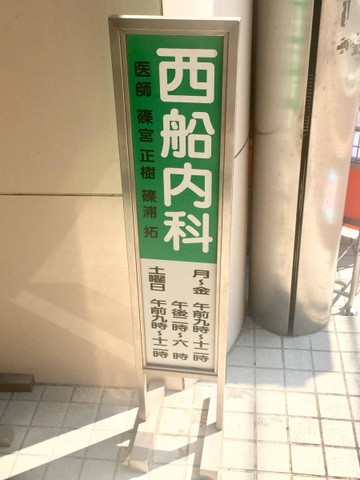 西船内科
医師 篠宮正樹 篠浦 拓
月～金 午前九時～十二時
午後二時～六時
土曜日 午前九時～十二時